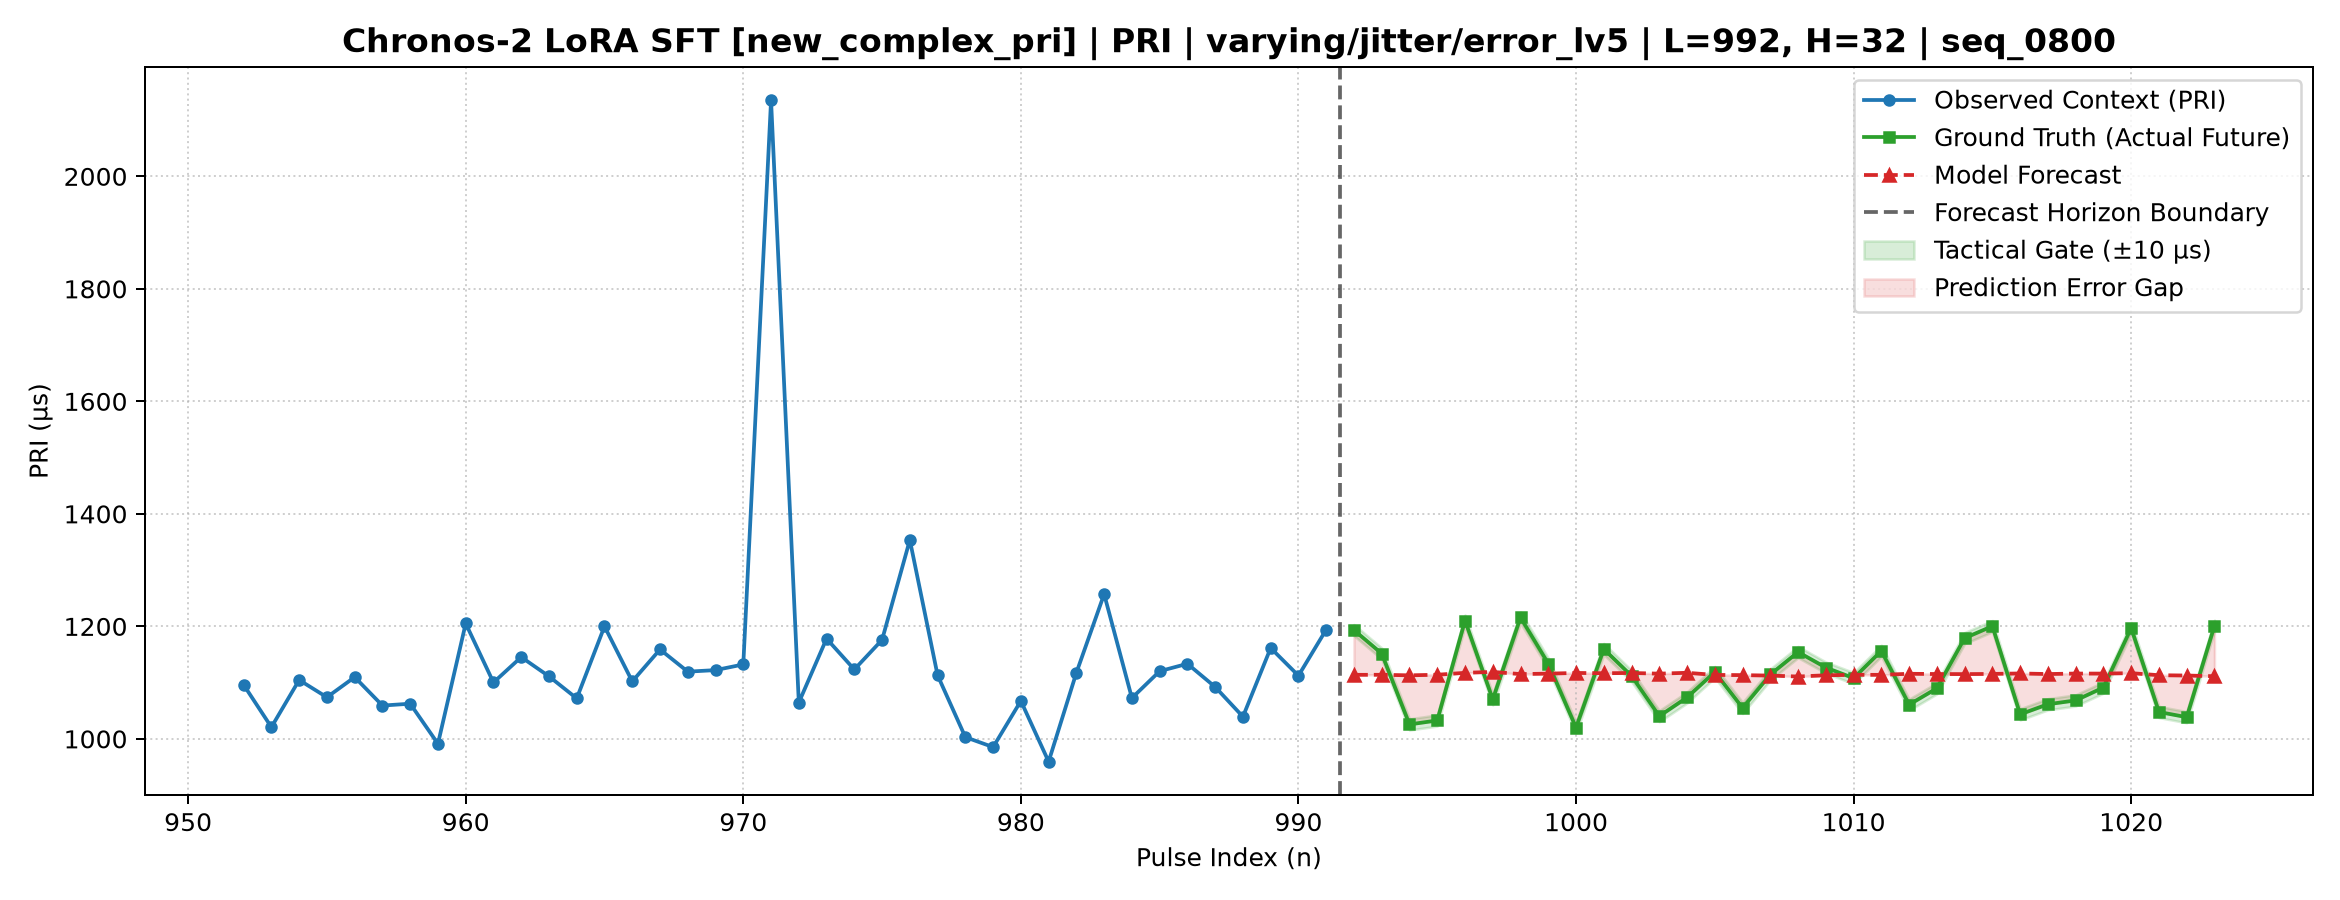 Chronos-2 LoRA SFT [new_complex_pri] | PRI | varying/jitter/error_lv5 | L=992, H=32 | seq_0800
Observed Context (PRI)
Ground Truth (Actual Future)
Model Forecast
Forecast Horizon Boundary
Tactical Gate (±10 μs)
Prediction Error Gap
PRI (μs)
2000
1800
1600
1400
1200
1000
950 960 970 980 990 1000 1010 1020
Pulse Index (n)